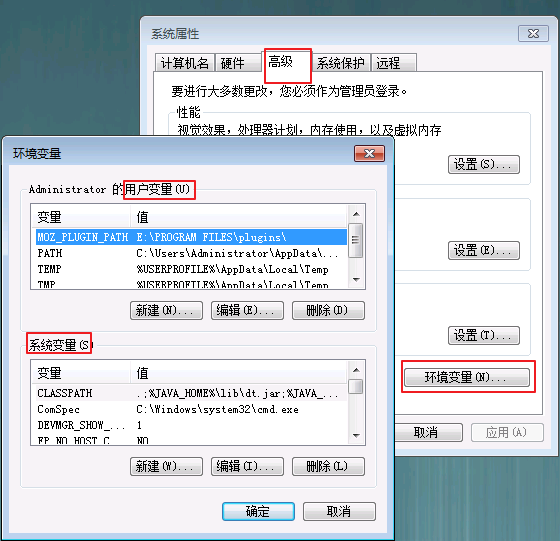 系统属性
计算机名 硬件 高级 系统保护 远程
要进行大多数更改，您必须作为管理员登录。
性能
视觉效果，处理器计划，内存使用，以及虚拟内存
设置(S)...
设置(E)...
设置(T)...
环境变量(N)...
取消 应用(A)
环境变量
Administrator 的用户变量(U)
变量 值
MOZ_PLUGIN_PATH E:\PROGRAM FILES\plugins\
PATH C:\Users\Administrator\AppData\...
TEMP %USERPROFILE%\AppData\Local\Temp
TMP %USERPROFILE%\AppData\Local\Temp
新建(N)... 编辑(E)... 删除(D)
系统变量(S)
变量 值
CLASSPATH .;%JAVA_HOME%\lib\dt.jar;%JAVA_...
ComSpec C:\Windows\system32\cmd.exe
DEVMGR_SHOW_... 1
FP_NO_HOST_C... NO
新建(W)... 编辑(I)... 删除(L)
确定 取消